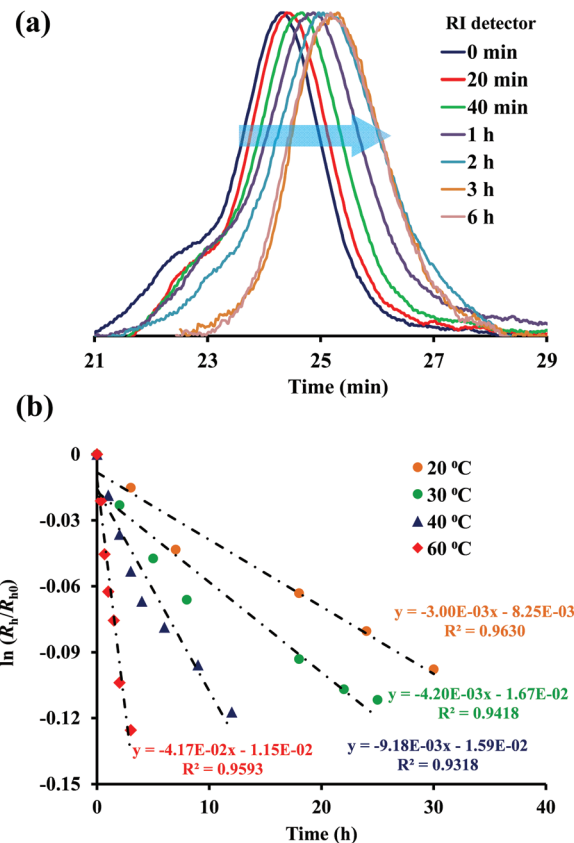 (a)
RI detector
0 min
20 min
40 min
1 h
2 h
3 h
6 h
21 23 25 27 29
Time (min)
(b)
0
-0.03
-0.06
-0.09
-0.12
-0.15
ln (Rh/Rh0)
20 ⁰C
30 ⁰C
40 ⁰C
60 ⁰C
y = -3.00E-03x - 8.25E-03
R² = 0.9630
y = -4.20E-03x - 1.67E-02
R² = 0.9418
y = -4.17E-02x - 1.15E-02
R² = 0.9593
y = -9.18E-03x - 1.59E-02
R² = 0.9318
0 10 20 30 40
Time (h)